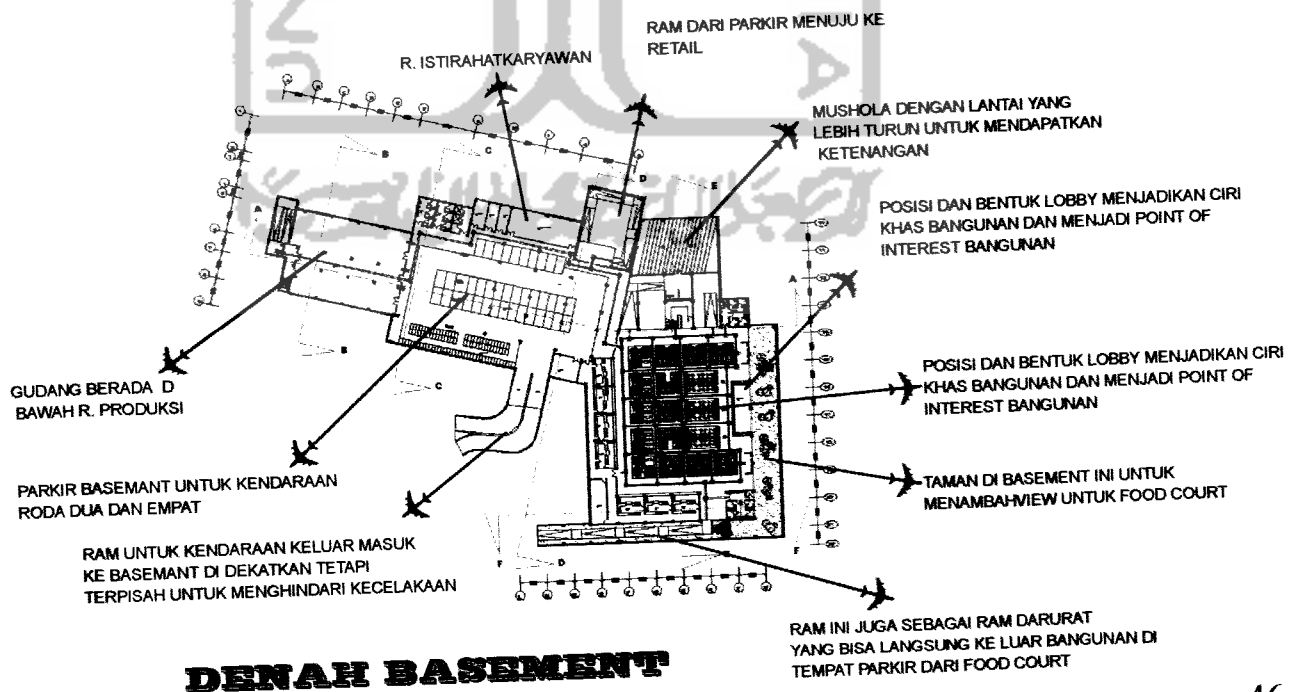 RAM DARI PARKIR MENUJU KE
RETAIL
R. ISTIRAHATKARYAWAN
MUSHOLA DENGAN LANTAI YANG
LEBIH TURUN UNTUK MENDAPATKAN
KETENANGAN
POSISI DAN BENTUK LOBBY MENJADIKAN CIRI
KHAS BANGUNAN DAN MENJADI POINT OF
INTEREST BANGUNAN
POSISI DAN BENTUK LOBBY MENJADIKAN CIRI
KHAS BANGUNAN DAN MENJADI POINT OF
INTEREST BANGUNAN
GUDANG BERADA D
BAWAH R. PRODUKSI
TAMAN DI BASEMENT INI UNTUK
MENAMBAHVIEW UNTUK FOOD COURT
PARKIR BASEMANT UNTUK KENDARAAN
RODA DUA DAN EMPAT
RAM UNTUK KENDARAAN KELUAR MASUK
KE BASEMANT DI DEKATKAN TETAPI
TERPISAH UNTUK MENGHINDARI KECELAKAAN
RAM INI JUGA SEBAGAI RAM DARURAT
YANG BISA LANGSUNG KE LUAR BANGUNAN DI
TEMPAT PARKIR DARI FOOD COURT
DENAH BASEMENT
A
B
C
D
E
A
B
C
F
D
F